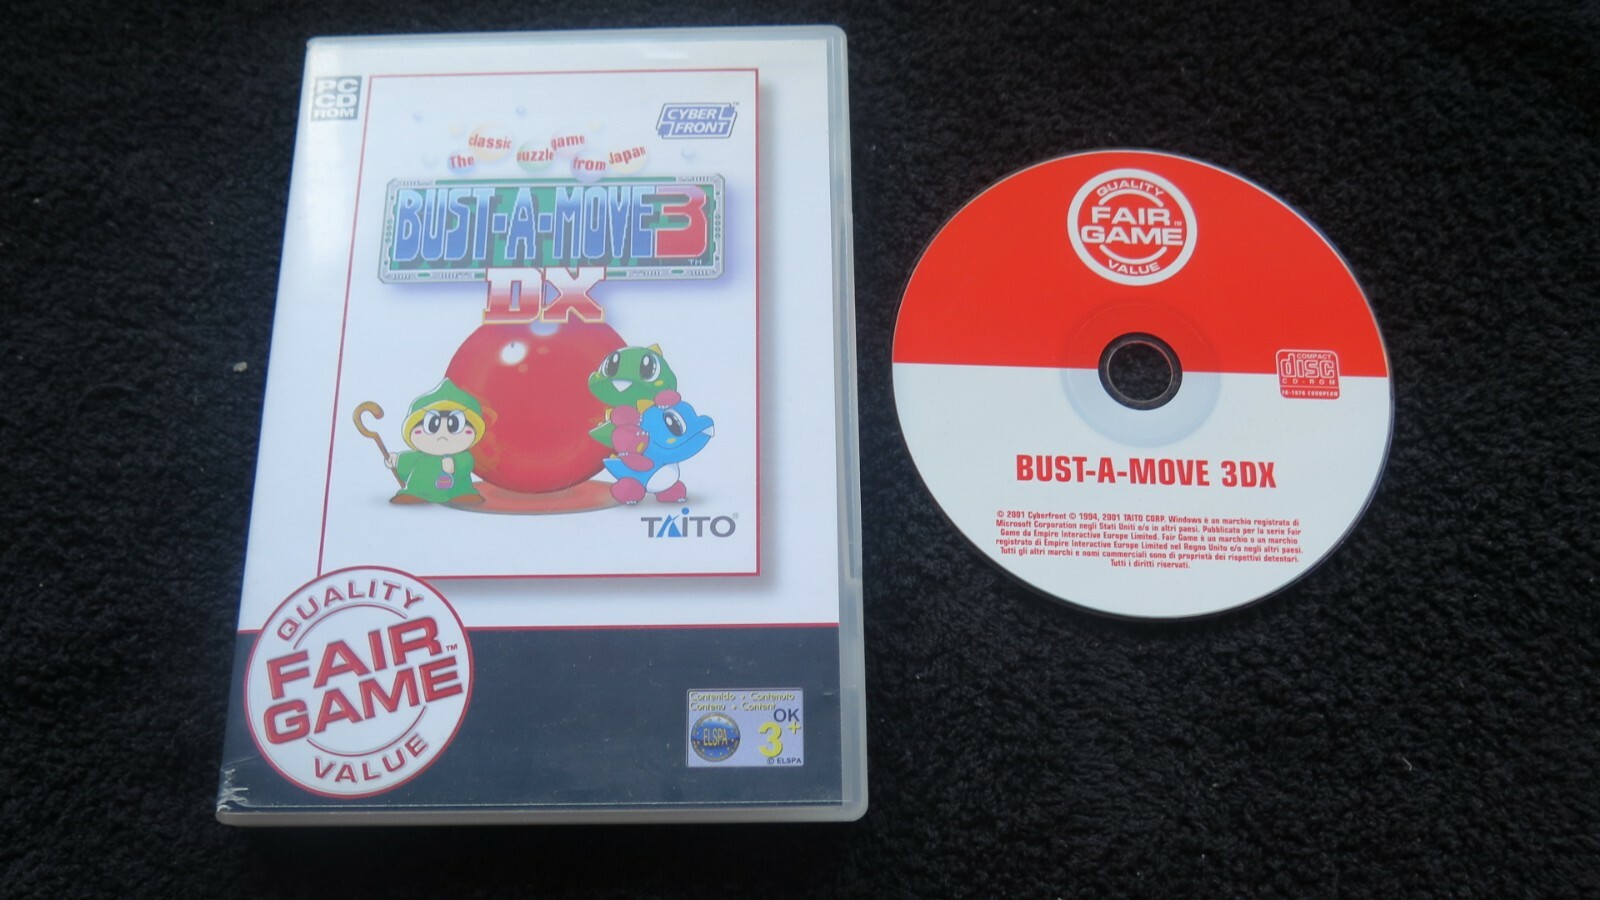 PC
CD
ROM
CYBER
FRONT
The classic puzzle game from Japan
BUST-A-MOVE 3
DX
TAITO
QUALITY
FAIR
GAME
VALUE
Contenido • Contenuto
Contenu • Content
ELSPA
OK
3+
© ELSPA
QUALITY
FAIR
GAME
VALUE
COMPACT
disc
CD-ROM
BUST-A-MOVE 3DX
© 2001 Cyberfront © 1994, 2001 TAITO CORP. Windows è un marchio registrato di
Microsoft Corporation negli Stati Uniti e/o in altri paesi. Pubblicato per la serie Fair
Game da Empire Interactive Europe Limited. Fair Game è un marchio o un marchio
registrato di Empire Interactive Europe Limited nel Regno Unito e/o negli altri paesi.
Tutti gli altri marchi e nomi commerciali sono di proprietà dei rispettivi detentori.
Tutti i diritti riservati.